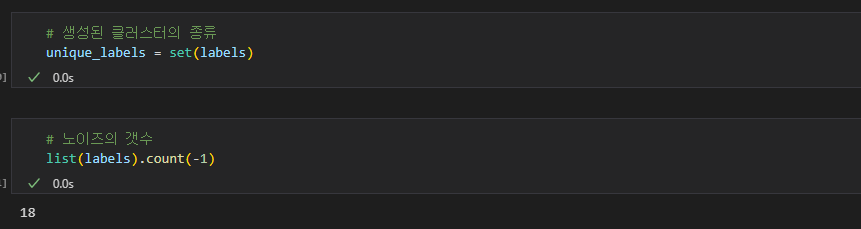 # 생성된 클러스터의 종류
unique_labels = set(labels)
]
0.0s
# 노이즈의 갯수
list(labels).count(-1)
]
0.0s
18